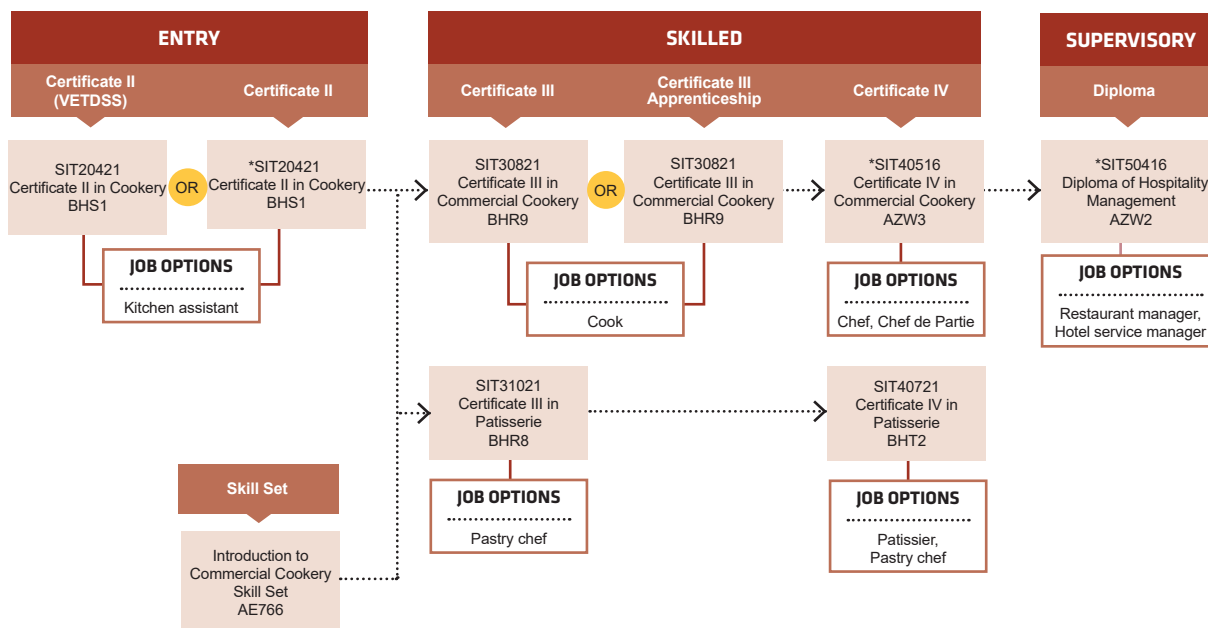 ENTRY
SKILLED
SUPERVISORY
Certificate II
(VETDSS)
Certificate II
Certificate III
Certificate III
Apprenticeship
Certificate IV
Diploma
SIT20421
Certificate II in Cookery
BHS1
OR
*SIT20421
Certificate II in Cookery
BHS1
SIT30821
Certificate III in
Commercial Cookery
BHR9
OR
SIT30821
Certificate III in
Commercial Cookery
BHR9
*SIT40516
Certificate IV in
Commercial Cookery
AZW3
*SIT50416
Diploma of Hospitality
Management
AZW2
JOB OPTIONS
Kitchen assistant
JOB OPTIONS
Cook
JOB OPTIONS
Chef, Chef de Partie
JOB OPTIONS
Restaurant manager,
Hotel service manager
SIT31021
Certificate III in
Patisserie
BHR8
SIT40721
Certificate IV in
Patisserie
BHT2
JOB OPTIONS
Pastry chef
JOB OPTIONS
Patissier,
Pastry chef
Skill Set
Introduction to
Commercial Cookery
Skill Set
AE766